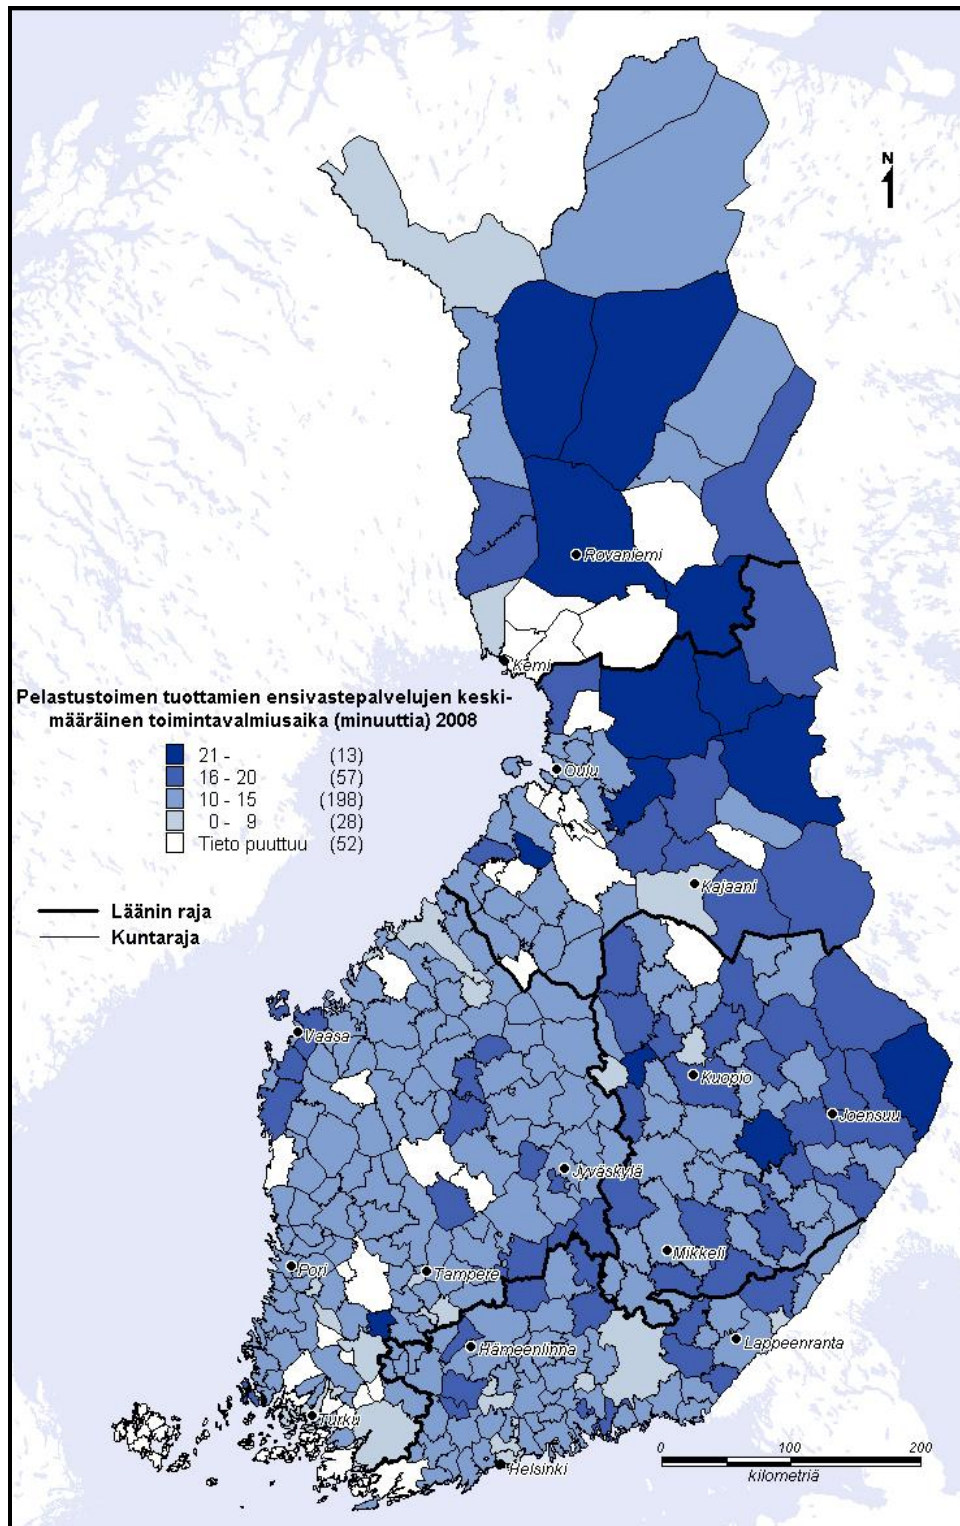 N
Rovaniemi
Kemi
Pelastustoimen tuottamien ensivastepalvelujen keski-
määräinen toimintavalmiusaika (minuuttia) 2008
21 - (13)
16 - 20 (57)
10 - 15 (198)
0 - 9 (28)
Tieto puuttuu (52)
Oulu
Kajaani
Läänin raja
Kuntaraja
Vaasa
Kuopio
Joensuu
Jyväskylä
Mikkeli
Pori
Tampere
Lappeenranta
Hämeenlinna
Turku
Helsinki
0 100 200
kilometriä